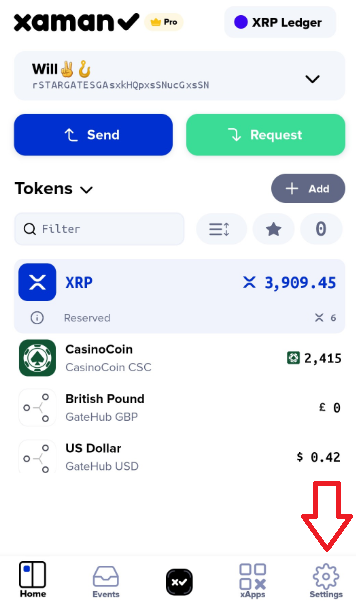 xaman Pro XRP Ledger
Will✌️🪝
rSTARGATESGAsxkHQpxsSNucGxsSN
Send Request
Tokens Add
Filter 0
XRP 3,909.45
Reserved 6
CasinoCoin
CasinoCoin CSC 2,415
British Pound
GateHub GBP £ 0
US Dollar
GateHub USD $ 0.42
Home Events xApps Settings